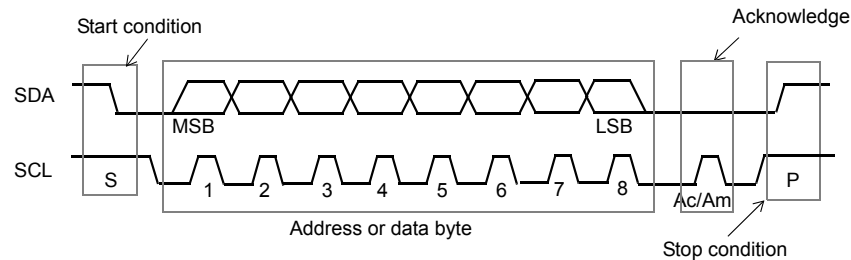 Acknowledge
Start condition
SDA
MSB LSB
SCL
S 1 2 3 4 5 6 7 8 Ac/Am P
Address or data byte
Stop condition